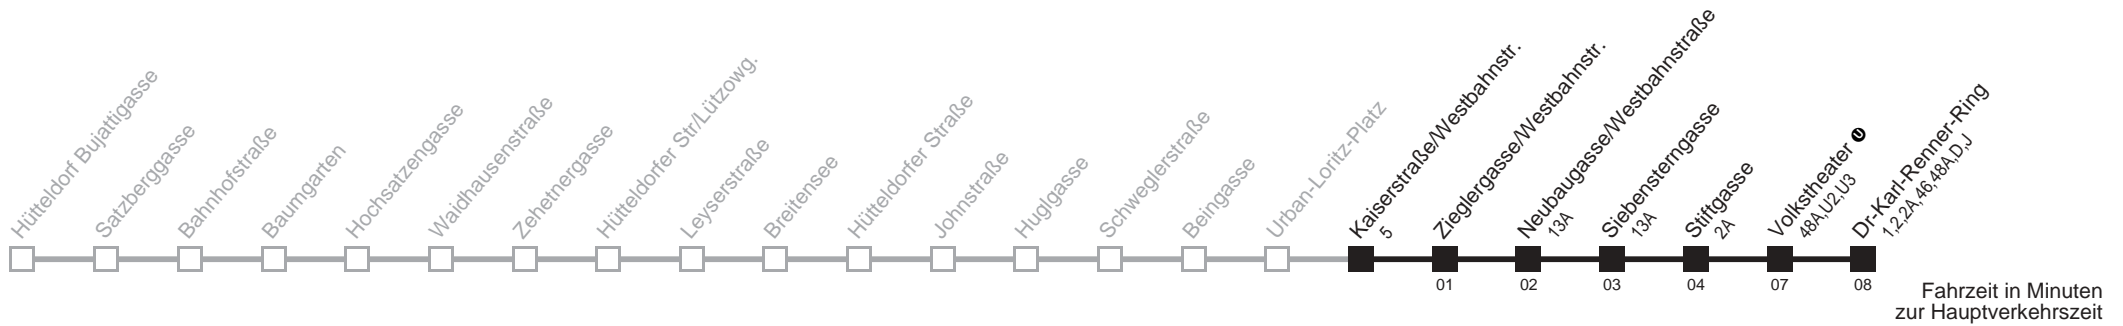 Hütteldorf Bujattigasse
Satzberggasse
Bahnhofstraße
Baumgarten
Hochsatzengasse
Waidhausenstraße
Zehetnergasse
Hütteldorfer Str/Lützowg.
Leyserstraße
Breitensee
Hütteldorfer Straße
Johnstraße
Huglgasse
Schweglerstraße
Beingasse
Urban-Loritz-Platz
Kaiserstraße/Westbahnstr.
5
Zieglergasse/Westbahnstr.
Neubaugasse/Westbahnstraße
13A
Siebensterngasse
13A
Stiftgasse
2A
Volkstheater U
48A,U2,U3
Dr-Karl-Renner-Ring
1,2,2A,46,48A,D,J
01
02
03
04
07
08
Fahrzeit in Minuten
zur Hauptverkehrszeit